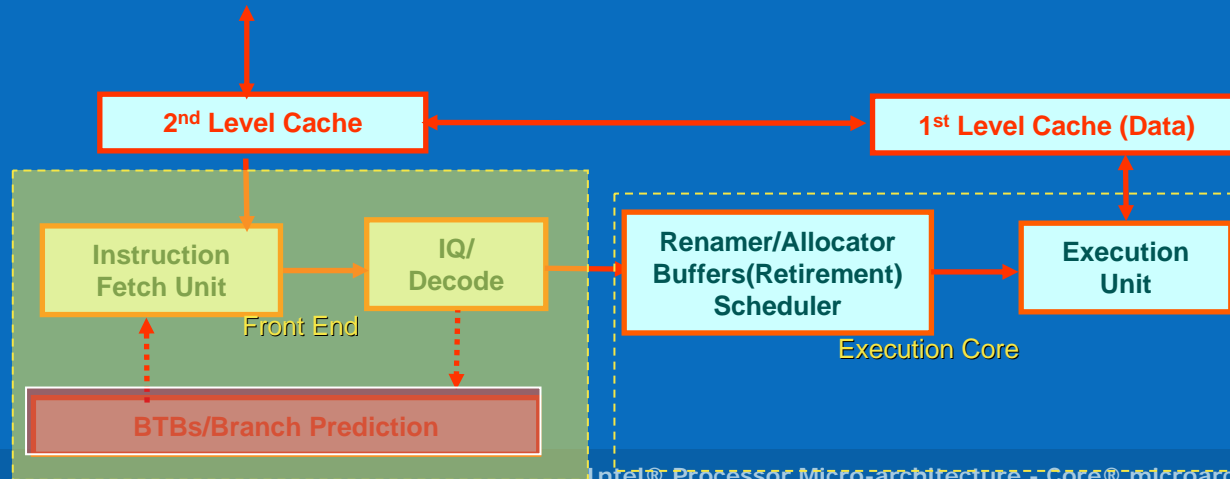 2nd Level Cache
1st Level Cache (Data)
Instruction
Fetch Unit
IQ/
Decode
Renamer/Allocator
Buffers(Retirement)
Scheduler
Execution
Unit
Front End
Execution Core
BTBs/Branch Prediction
Intel® Processor Micro-architecture - Core® microarc